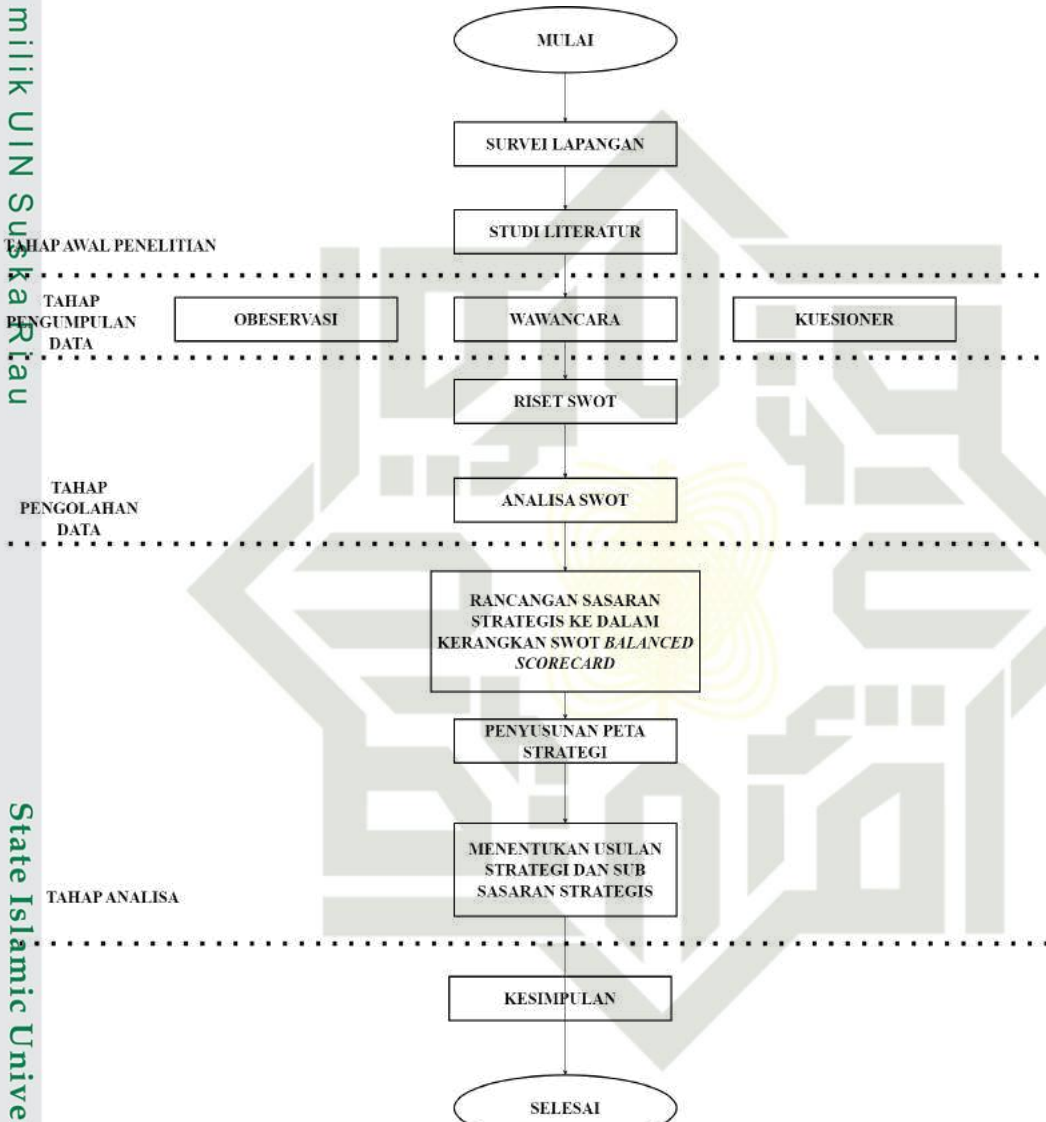 milik UIN Suska Riau
State Islamic Unive
MULAI
SURVEI LAPANGAN
STUDI LITERATUR
TAHAP AWAL PENELITIAN
TAHAP
PENGUMPULAN
DATA
OBESERVASI
WAWANCARA
KUESIONER
RISET SWOT
ANALISA SWOT
TAHAP
PENGOLAHAN
DATA
RANCANGAN SASARAN
STRATEGIS KE DALAM
KERANGKAN SWOT BALANCED
SCORECARD
PENYUSUNAN PETA
STRATEGI
MENENTUKAN USULAN
STRATEGI DAN SUB
SASARAN STRATEGIS
TAHAP ANALISA
KESIMPULAN
SELESAI